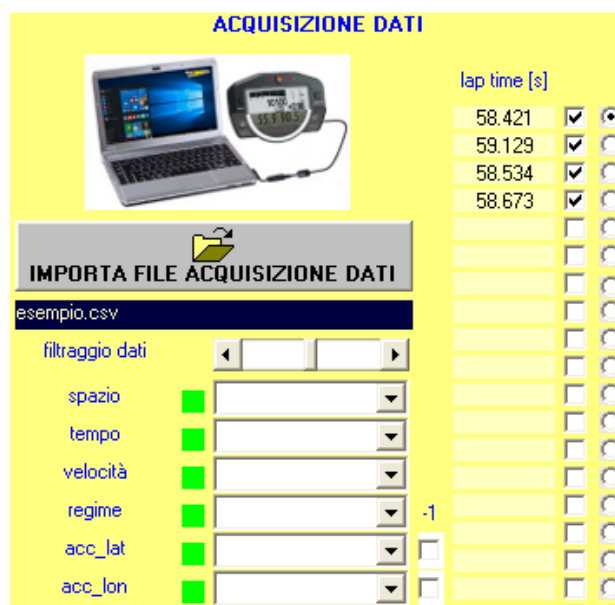 ACQUISIZIONE DATI
lap time [s]
58.421
59.129
58.534
58.673
IMPORTA FILE ACQUISIZIONE DATI
esempio.csv
filtraggio dati
spazio
tempo
velocità
regime
-1
acc_lat
acc_lon